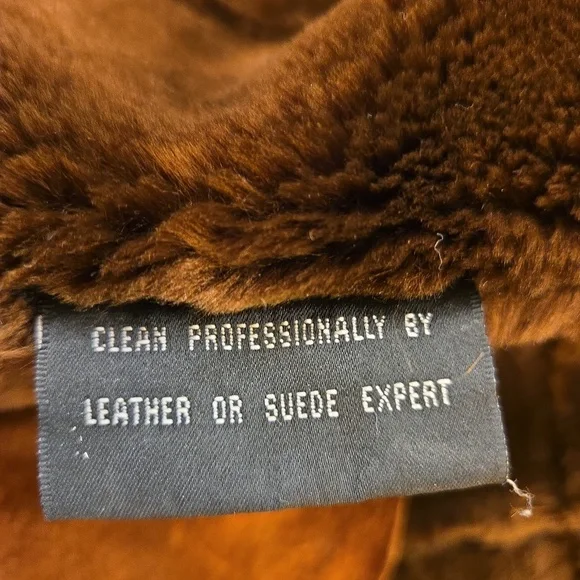 CLEAN PROFESSIONALLY BY
LEATHER OR SUEDE EXPERT